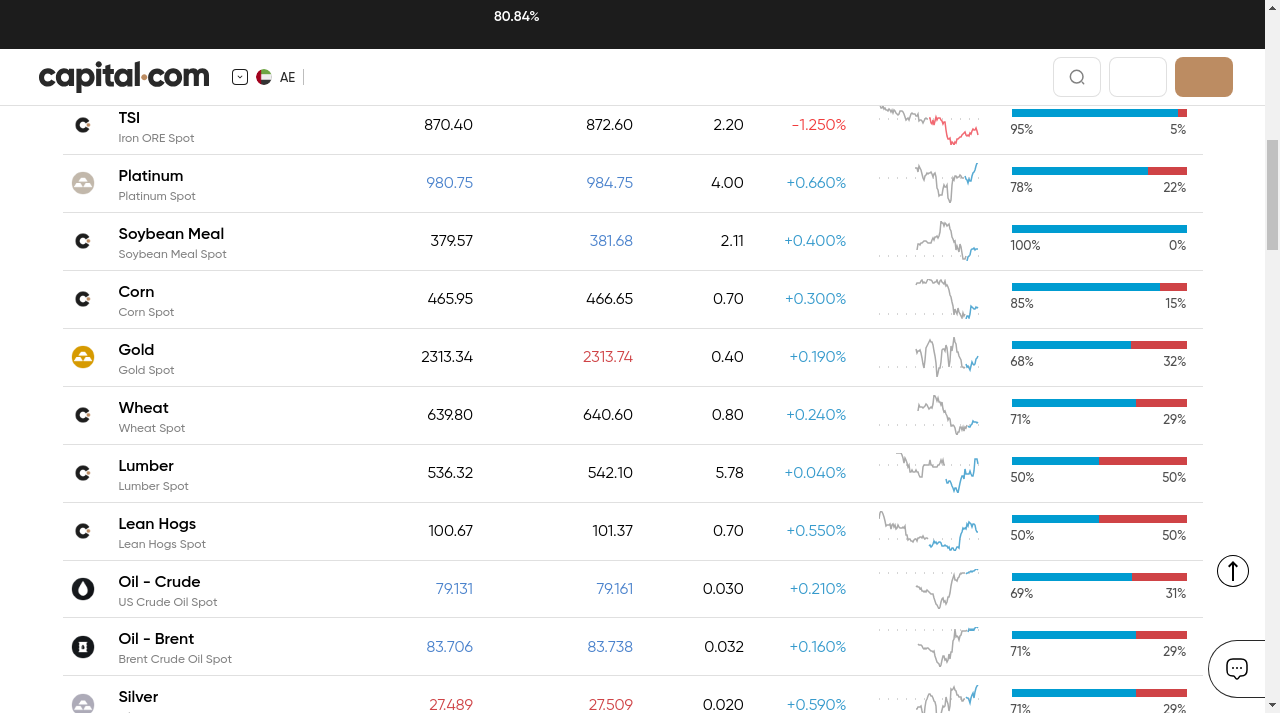 80.84%
capital.com
AE
TSI 870.40 872.60 2.20 -1.250%
Iron ORE Spot 95% 5%
Platinum 980.75 984.75 4.00 +0.660%
Platinum Spot 78% 22%
Soybean Meal 379.57 381.68 2.11 +0.400%
Soybean Meal Spot 100% 0%
Corn 465.95 466.65 0.70 +0.300%
Corn Spot 85% 15%
Gold 2313.34 2313.74 0.40 +0.190%
Gold Spot 68% 32%
Wheat 639.80 640.60 0.80 +0.240%
Wheat Spot 71% 29%
Lumber 536.32 542.10 5.78 +0.040%
Lumber Spot 50% 50%
Lean Hogs 100.67 101.37 0.70 +0.550%
Lean Hogs Spot 50% 50%
Oil - Crude 79.131 79.161 0.030 +0.210%
US Crude Oil Spot 69% 31%
Oil - Brent 83.706 83.738 0.032 +0.160%
Brent Crude Oil Spot 71% 29%
Silver 27.489 27.509 0.020 +0.590%
71% 29%